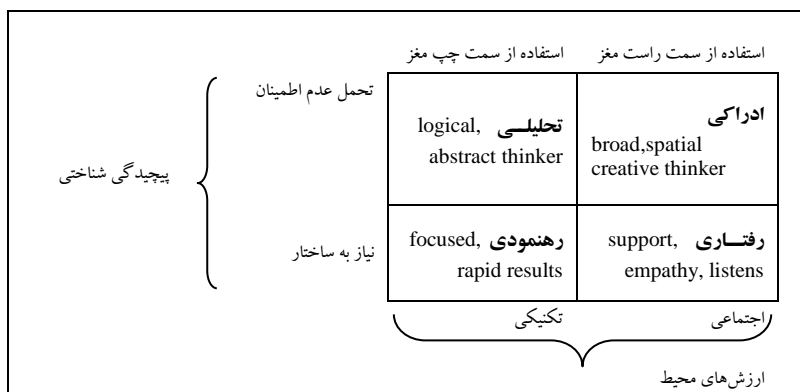 استفاده از سمت راست مغز
استفاده از سمت چپ مغز
تحمل عدم اطمینان
ادراکی
broad,spatial
creative thinker
تحلیلــی logical,
abstract thinker
پیچیدگی شناختی
رفتــاری support,
empathy, listens
رهنمودی focused,
rapid results
نیاز به ساختار
اجتماعی
تکنیکی
ارزش‌های محیط